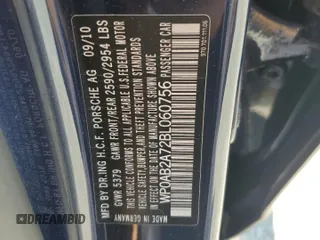 09/10
MFD BY DR.ING H.C.F. PORSCHE AG
GVWR 5379 GAWR FRONT/REAR 2590/2954 LBS
THIS VEHICLE CONFORMS TO ALL APPLICABLE U.S. FEDERAL MOTOR
VEHICLE SAFETY, BUMPER, AND THEFT PREVENTION STANDARDS
IN EFFECT ON THE DATE OF MANUFACTURE SHOWN ABOVE.
WP0AB2A72BL060756 PASSENGER CAR
MADE IN GERMANY
© DIAMOND.BID